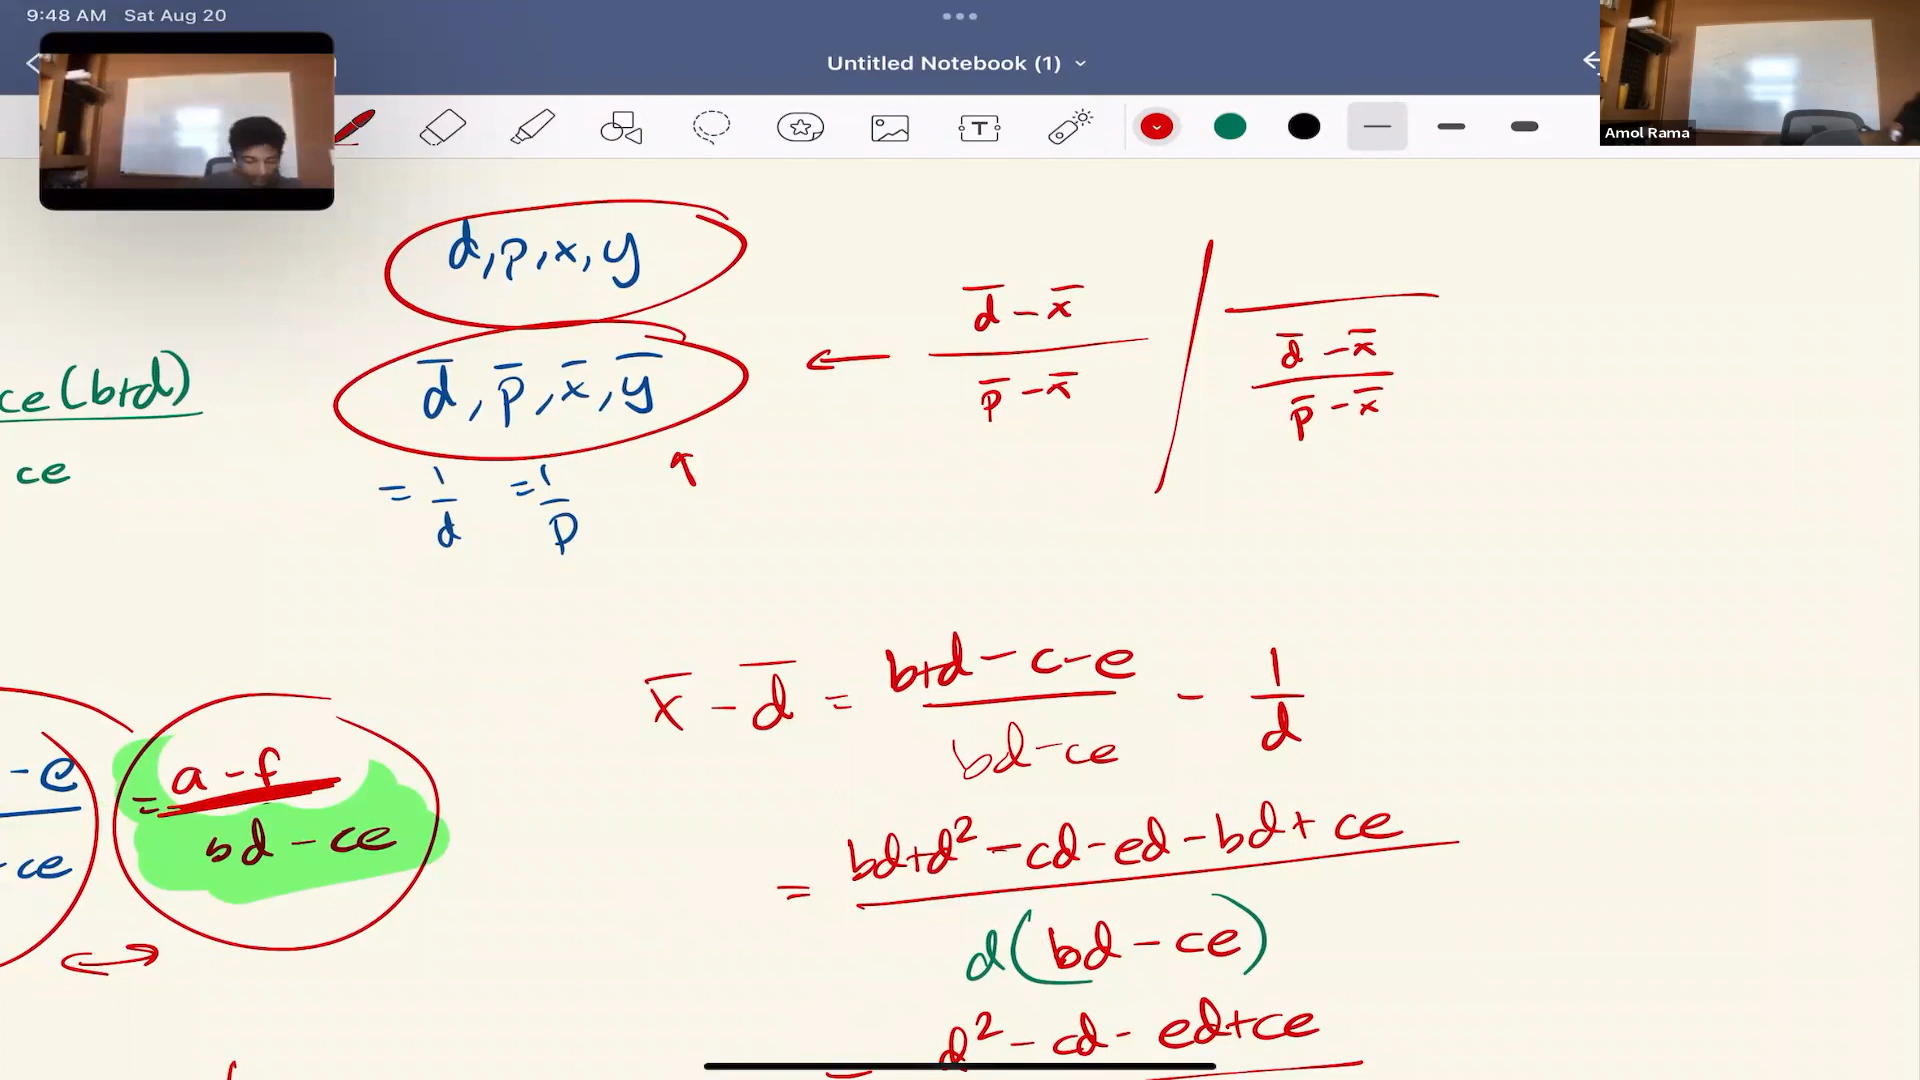 9:48 AM Sat Aug 20
Untitled Notebook (1)
Amol Rama
d, p, x, y
d̅, p̅, x̅, y̅
= 1/d = 1/p
ce(b+d)
ce
← (d̅ - x̅)/(p̅ - x̅)
(d̅ - x̅)/(p̅ - x̅)
x̅ - d̅ = (b+d-c-e)/(bd-ce) - 1/d
= (bd+d²-cd-ed-bd+ce)/(d(bd-ce))
= d²-cd-ed+ce
-e
-ce
= (a-f)/(bd-ce)